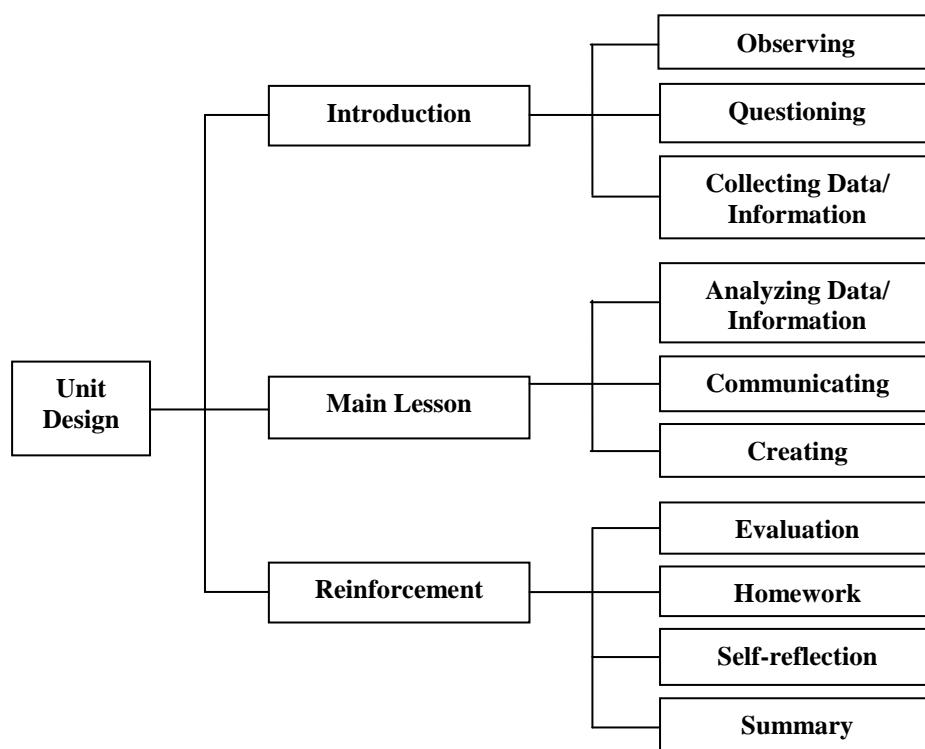 Observing
Introduction
Questioning
Collecting Data/
Information
Analyzing Data/
Information
Unit
Design
Main Lesson
Communicating
Creating
Evaluation
Reinforcement
Homework
Self-reflection
Summary